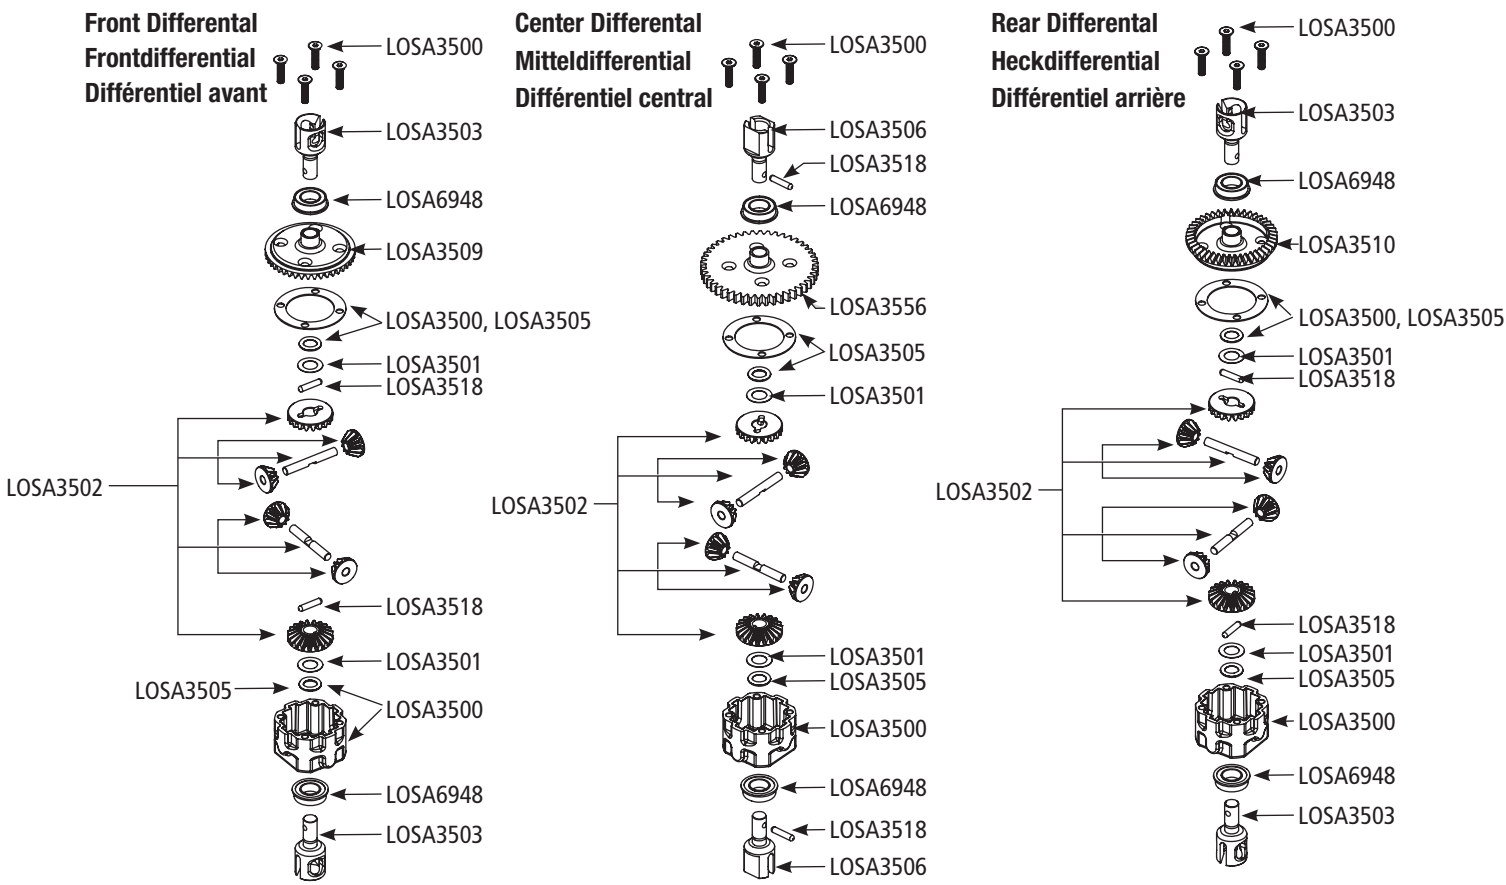 Front Differental
Frontdifferential
Différentiel avant
LOSA3500
LOSA3503
LOSA6948
LOSA3509
LOSA3500, LOSA3505
LOSA3501
LOSA3518
LOSA3502
LOSA3518
LOSA3501
LOSA3505
LOSA3500
LOSA6948
LOSA3503
Center Differental
Mitteldifferential
Différentiel central
LOSA3500
LOSA3506
LOSA3518
LOSA6948
LOSA3556
LOSA3505
LOSA3501
LOSA3502
LOSA3501
LOSA3505
LOSA3500
LOSA6948
LOSA3518
LOSA3506
Rear Differental
Heckdifferential
Différentiel arrière
LOSA3500
LOSA3503
LOSA6948
LOSA3510
LOSA3500, LOSA3505
LOSA3501
LOSA3518
LOSA3502
LOSA3518
LOSA3501
LOSA3505
LOSA3500
LOSA6948
LOSA3503